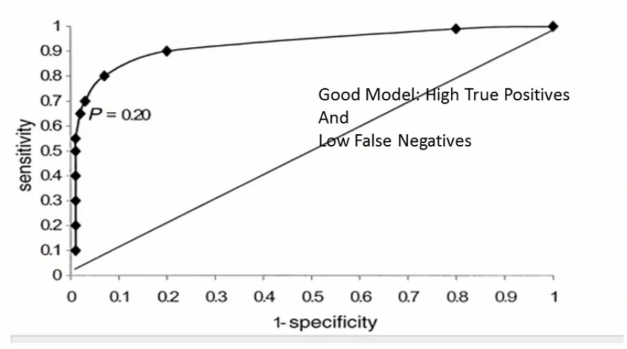 1
0.9
0.8
0.7
P = 0.20
0.6
0.5
0.4
0.3
0.2
0.1
0
sensitivity
Good Model: High True Positives
And
Low False Negatives
0 0.1 0.2 0.3 0.4 0.5 0.6 0.7 0.8 0.9 1
1- specificity